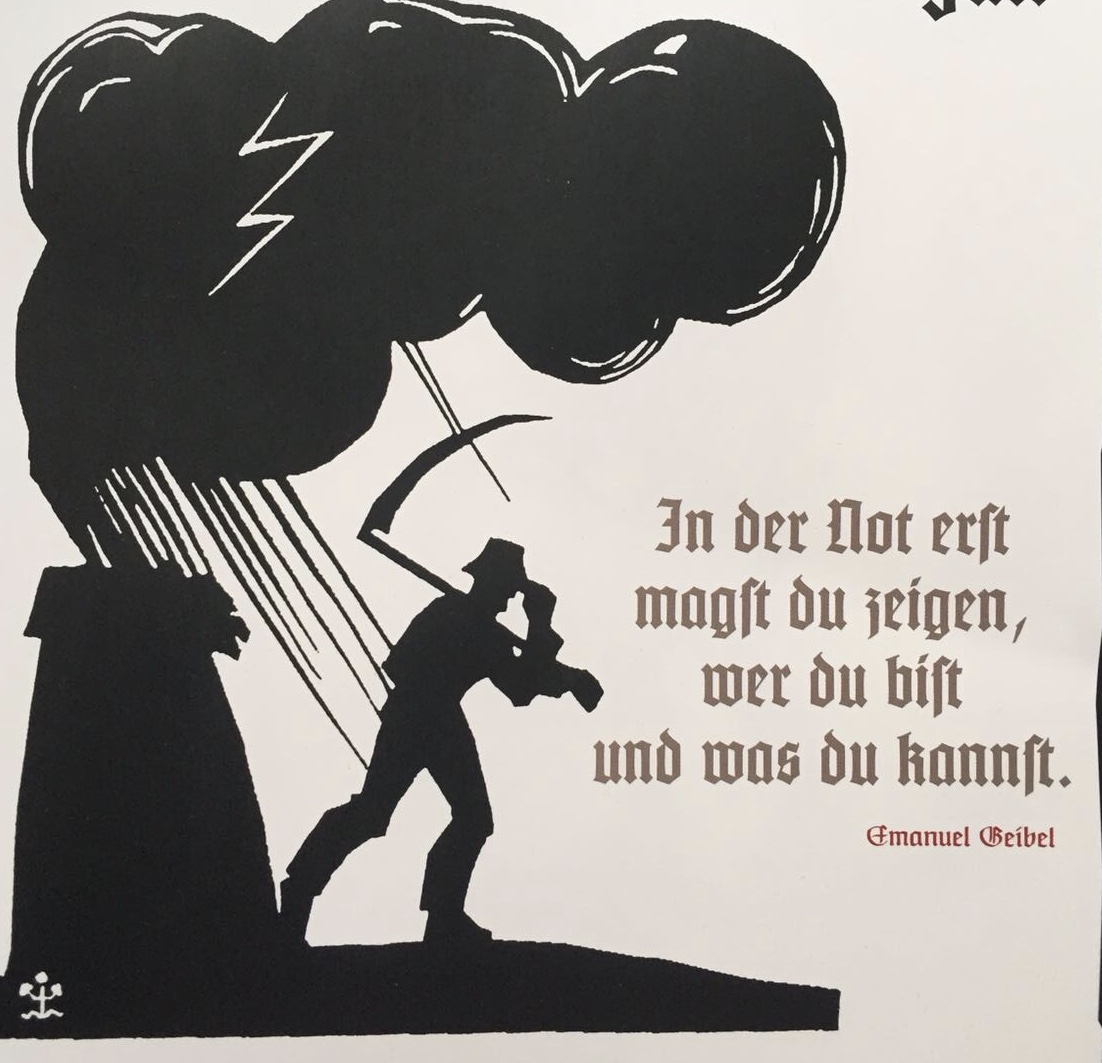 In der Not erſt
magſt du zeigen,
wer du biſt
und was du kannſt.
Emanuel Geibel